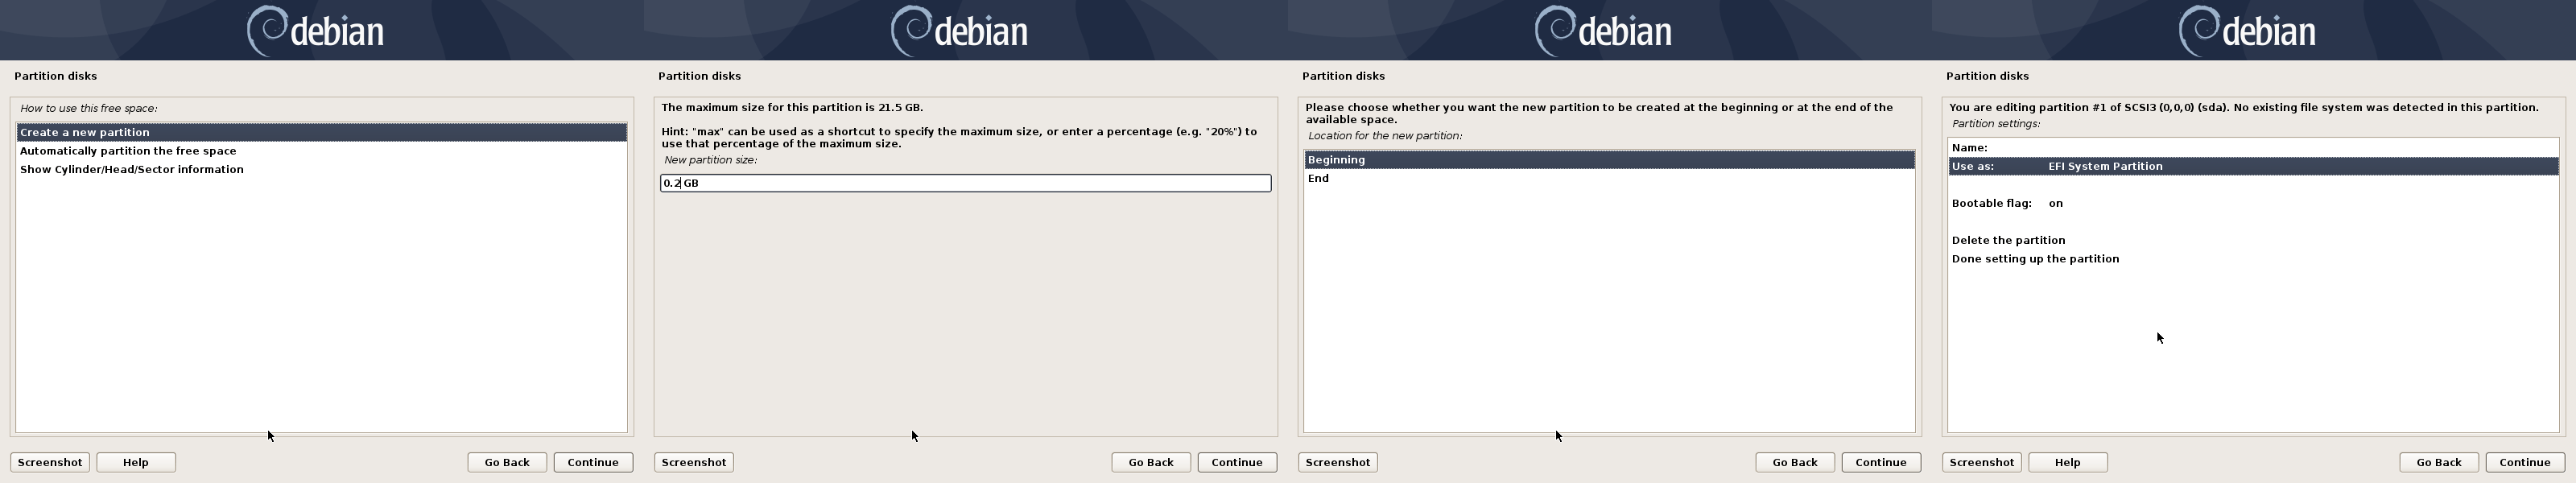 debian
Partition disks
How to use this free space:
Create a new partition
Automatically partition the free space
Show Cylinder/Head/Sector information
Screenshot
Help
Go Back
Continue
debian
Partition disks
The maximum size for this partition is 21.5 GB.
Hint: "max" can be used as a shortcut to specify the maximum size, or enter a percentage (e.g. "20%") to
use that percentage of the maximum size.
New partition size:
0.2 GB
Screenshot
Go Back
Continue
debian
Partition disks
Please choose whether you want the new partition to be created at the beginning or at the end of the
available space.
Location for the new partition:
Beginning
End
Screenshot
Go Back
Continue
debian
Partition disks
You are editing partition #1 of SCSI3 (0,0,0) (sda). No existing file system was detected in this partition.
Partition settings:
Name:
Use as: EFI System Partition
Bootable flag: on
Delete the partition
Done setting up the partition
Screenshot
Help
Go Back
Continue